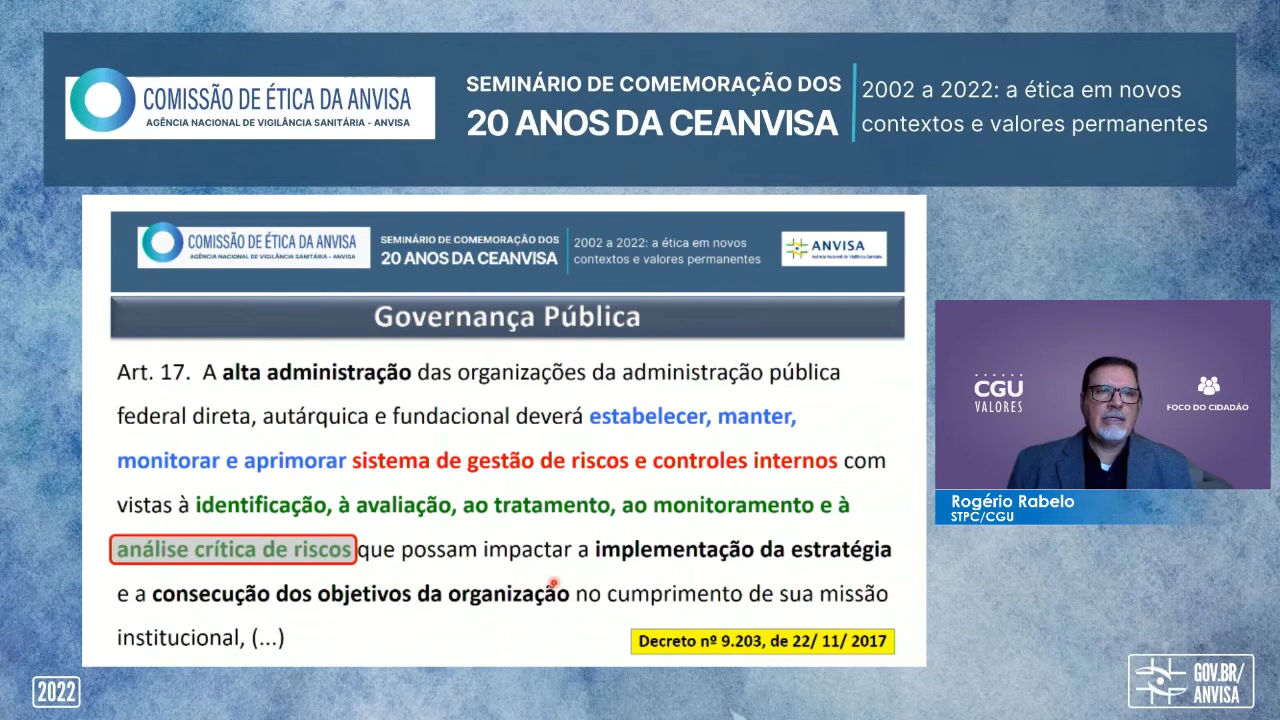 COMISSÃO DE ÉTICA DA ANVISA
AGÊNCIA NACIONAL DE VIGILÂNCIA SANITÁRIA - ANVISA
SEMINÁRIO DE COMEMORAÇÃO DOS
20 ANOS DA CEANVISA
2002 a 2022: a ética em novos
contextos e valores permanentes
COMISSÃO DE ÉTICA DA ANVISA
AGÊNCIA NACIONAL DE VIGILÂNCIA SANITÁRIA - ANVISA
SEMINÁRIO DE COMEMORAÇÃO DOS
20 ANOS DA CEANVISA
2002 a 2022: a ética em novos
contextos e valores permanentes
ANVISA
Agência Nacional de Vigilância Sanitária
Governança Pública
Art. 17. A alta administração das organizações da administração pública
federal direta, autárquica e fundacional deverá estabelecer, manter,
monitorar e aprimorar sistema de gestão de riscos e controles internos com
vistas à identificação, à avaliação, ao tratamento, ao monitoramento e à
análise crítica de riscos que possam impactar a implementação da estratégia
e a consecução dos objetivos da organização no cumprimento de sua missão
institucional, (...)
Decreto nº 9.203, de 22/ 11/ 2017
CGU
VALORES
FOCO DO CIDADÃO
Rogério Rabelo
STPC/CGU
2022
GOV.BR/
ANVISA